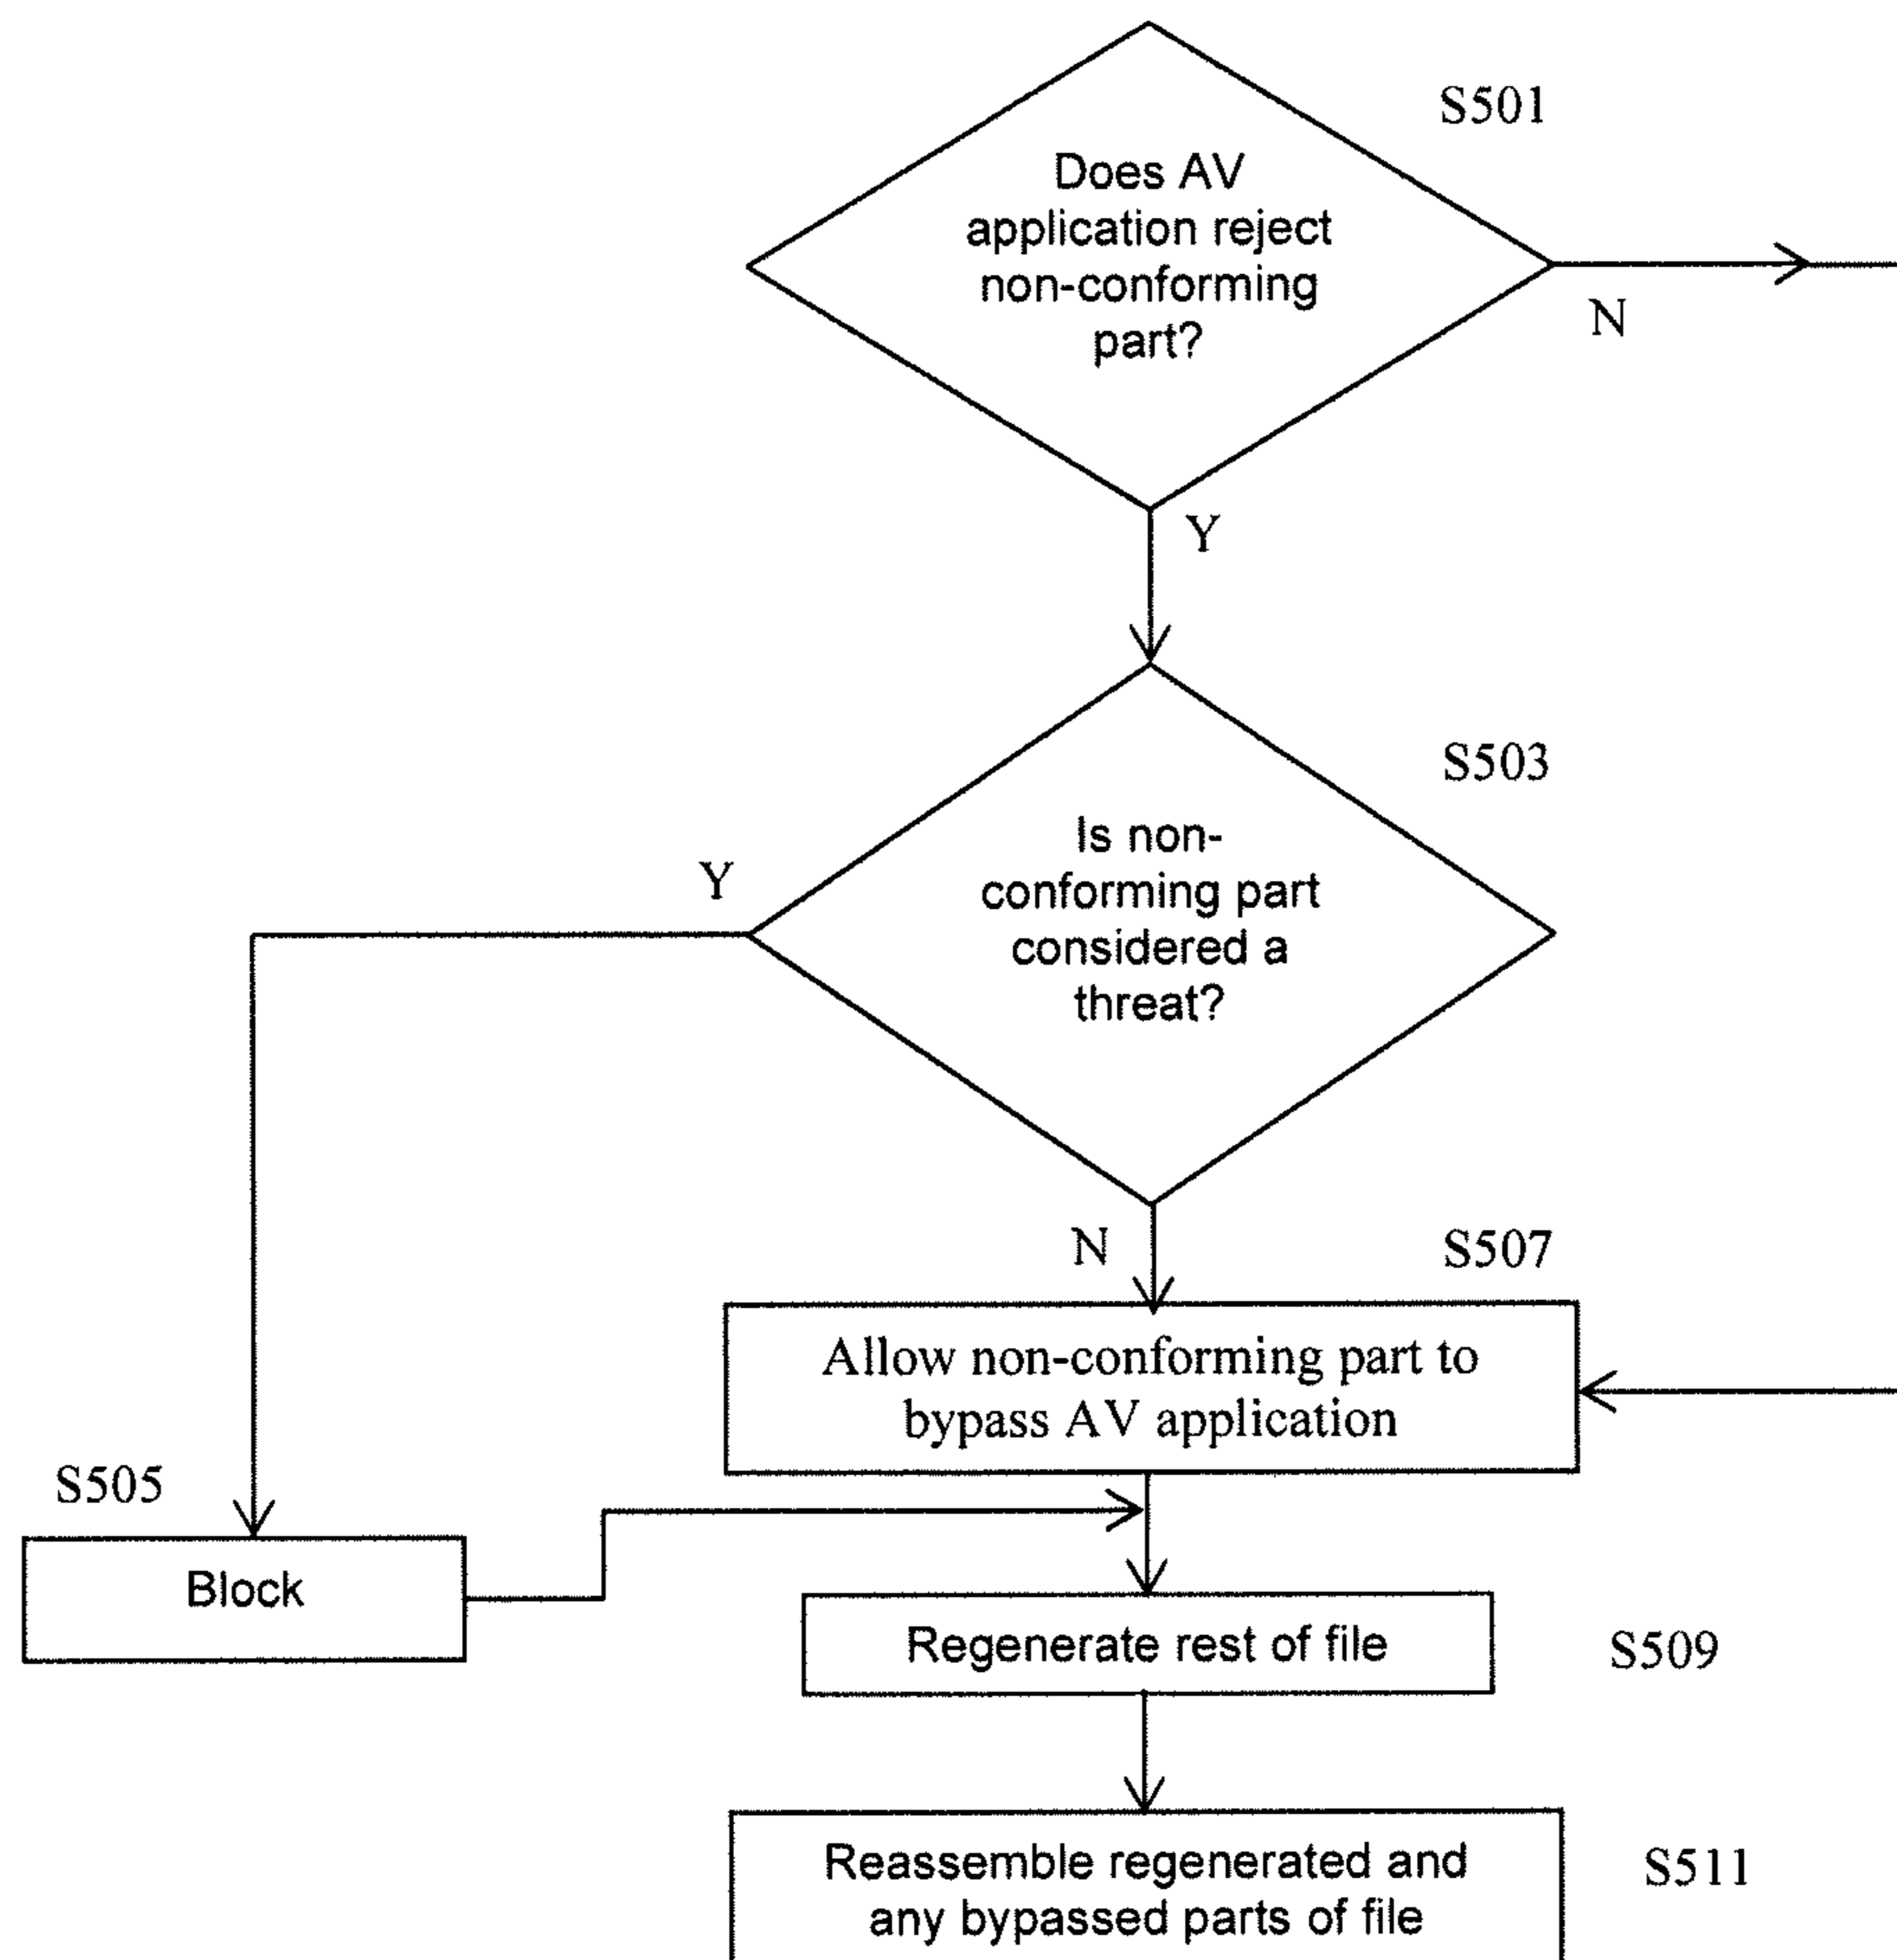 S501
Does AV
application reject
non-conforming
part?
N
Y
S503
Is non-
conforming part
considered a
threat?
Y
N
S507
Allow non-conforming part to
bypass AV application
S505
Block
Regenerate rest of file
S509
Reassemble regenerated and
any bypassed parts of file
S511